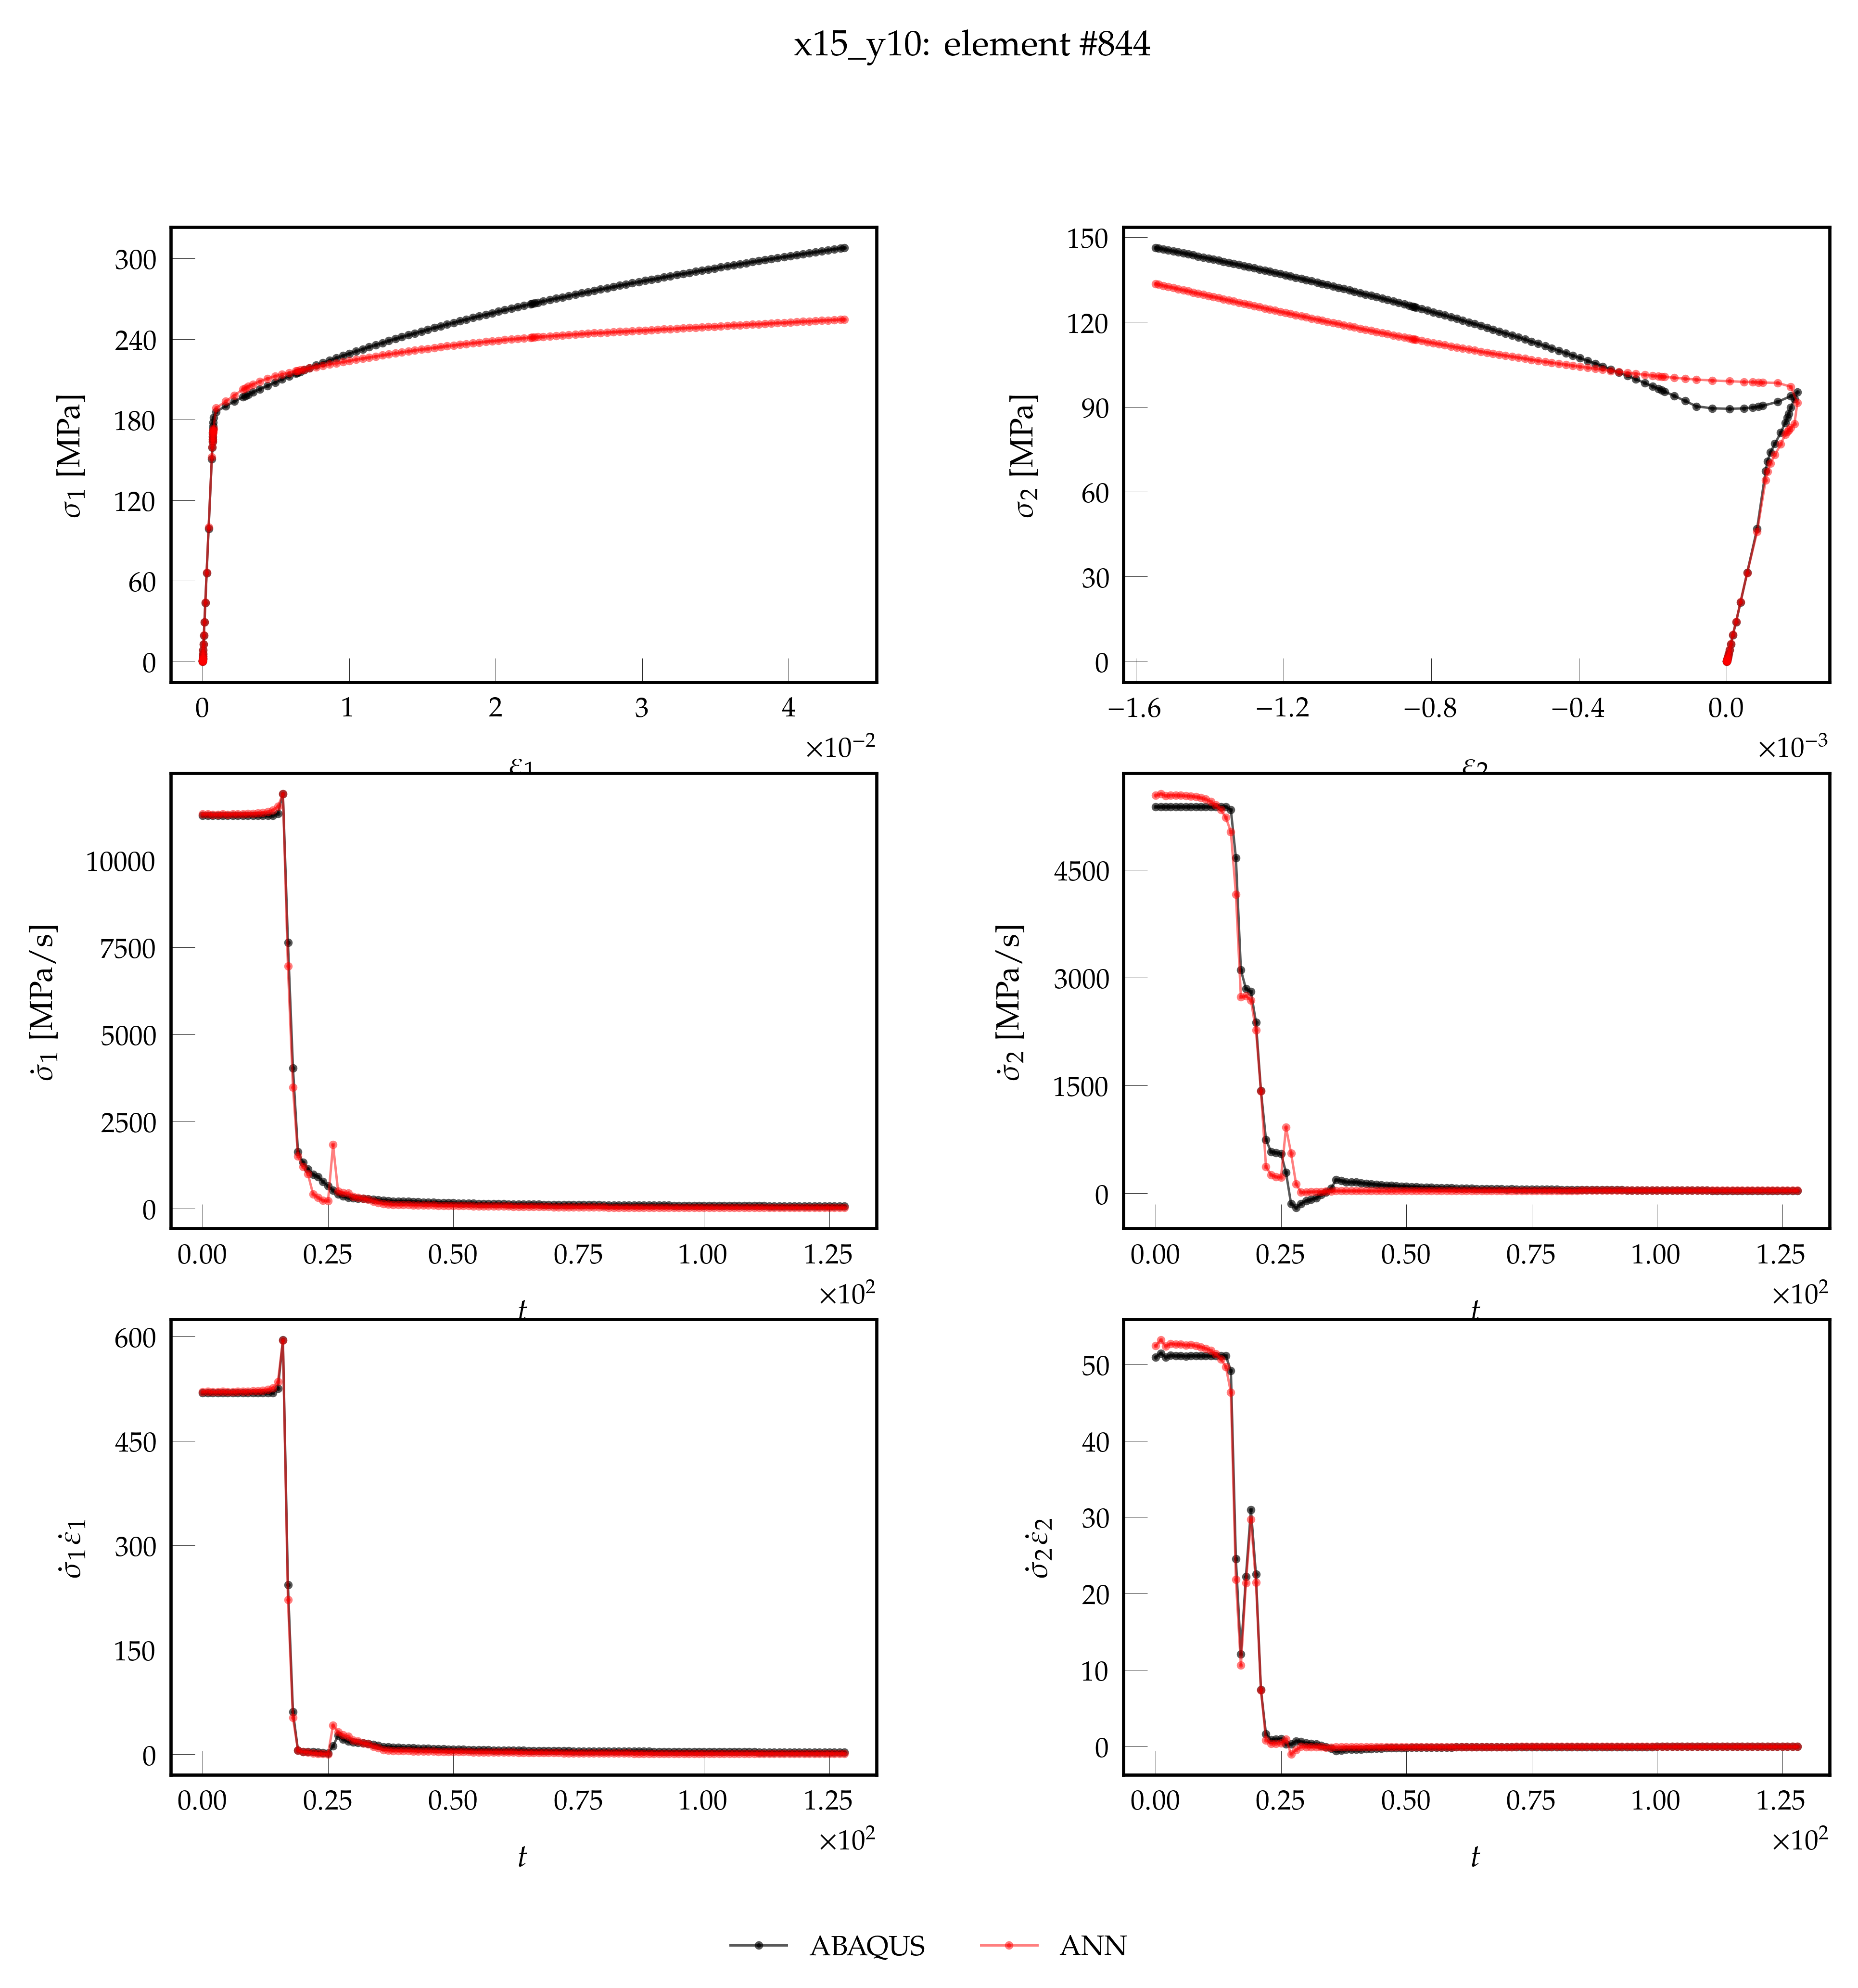 x15_y10: element #844
300
240
180
120
60
0
σ₁ [MPa]
0 1 2 3 4
×10⁻²
ε₁
150
120
90
60
30
0
σ₂ [MPa]
−1.6 −1.2 −0.8 −0.4 0.0
×10⁻³
ε₂
10000
7500
5000
2500
0
σ̇₁ [MPa/s]
0.00 0.25 0.50 0.75 1.00 1.25
×10²
t
4500
3000
1500
0
σ̇₂ [MPa/s]
0.00 0.25 0.50 0.75 1.00 1.25
×10²
t
600
450
300
150
0
σ̇₁ε̇₁
0.00 0.25 0.50 0.75 1.00 1.25
×10²
t
50
40
30
20
10
0
σ̇₂ε̇₂
0.00 0.25 0.50 0.75 1.00 1.25
×10²
t
ABAQUS ANN